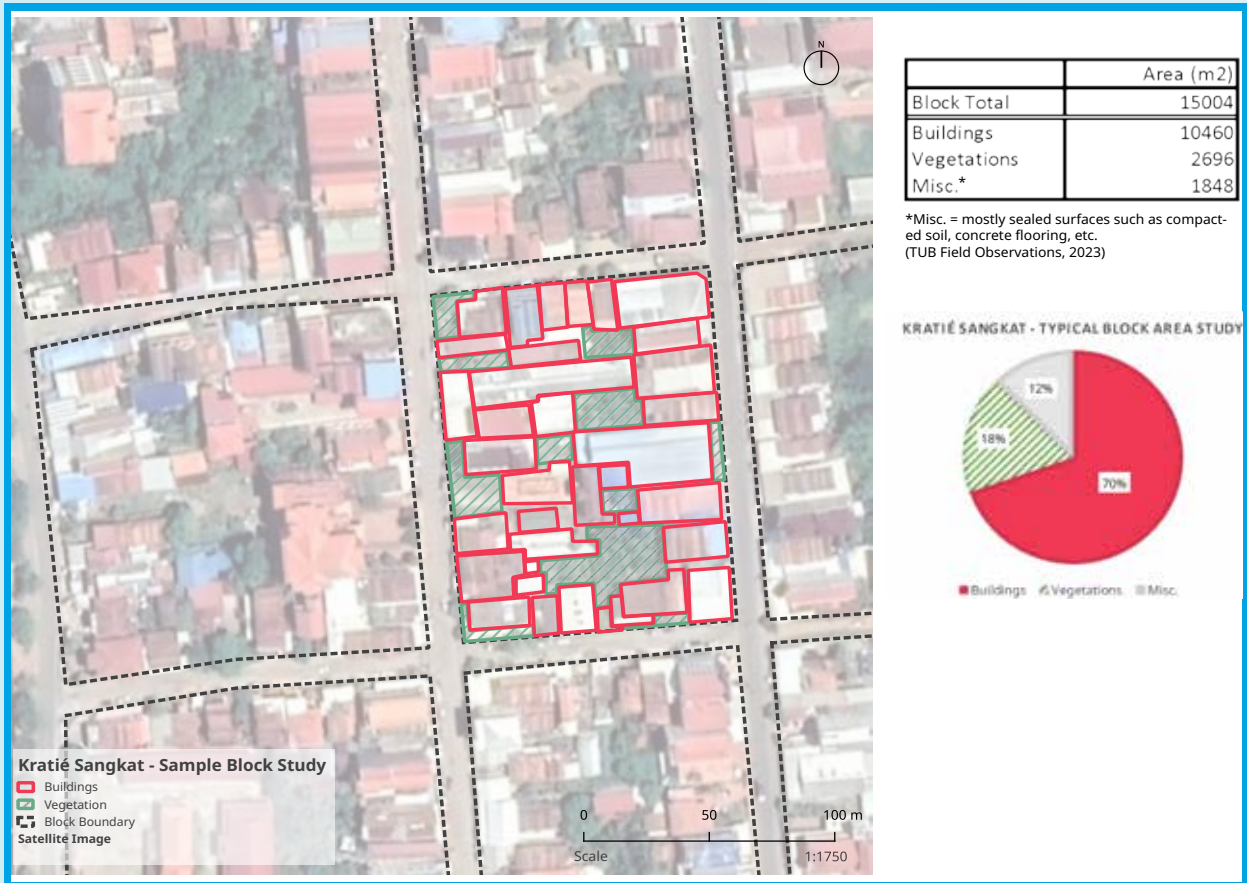 N
Area (m2)
Block Total 15004
Buildings 10460
Vegetations 2696
Misc.* 1848
*Misc. = mostly sealed surfaces such as compact-
ed soil, concrete flooring, etc.
(TUB Field Observations, 2023)
KRATIÉ SANGKAT - TYPICAL BLOCK AREA STUDY
12%
18%
70%
Buildings Vegetations Misc.
Kratié Sangkat - Sample Block Study
Buildings
Vegetation
Block Boundary
Satellite Image
0 50 100 m
Scale 1:1750